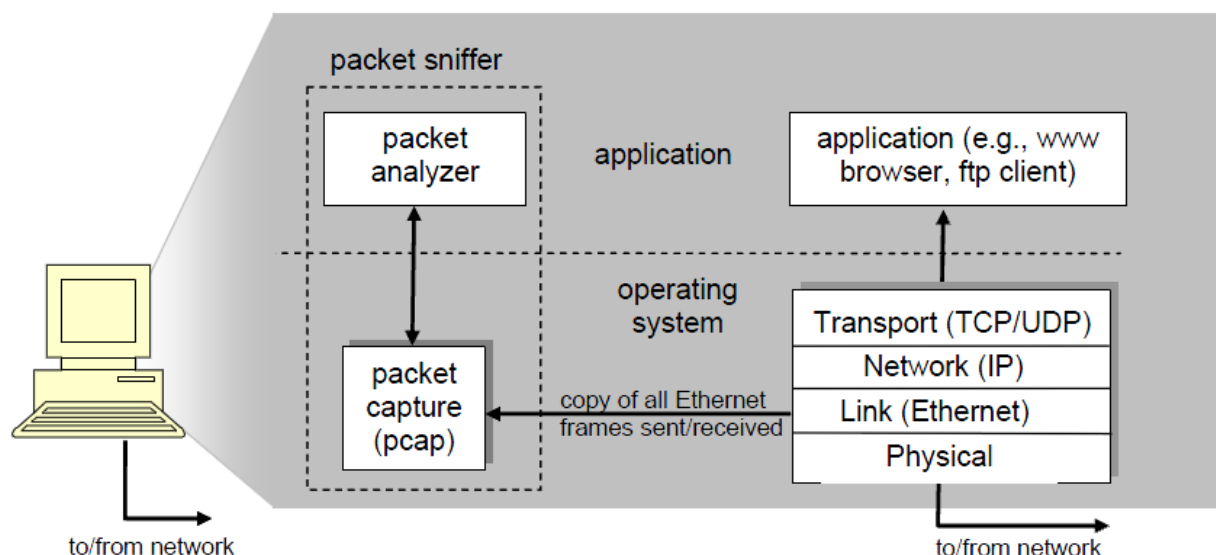 packet sniffer
packet
analyzer
application
application (e.g., www
browser, ftp client)
operating
system
packet
capture
(pcap)
copy of all Ethernet
frames sent/received
Transport (TCP/UDP)
Network (IP)
Link (Ethernet)
Physical
to/from network
to/from network